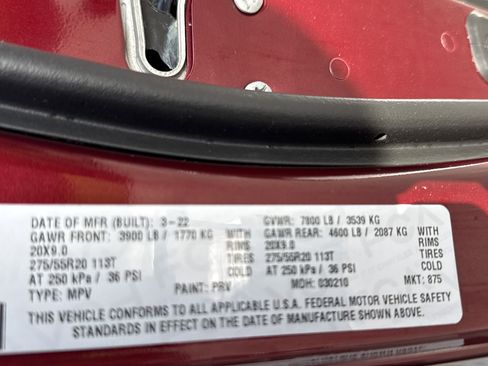 DATE OF MFR (BUILT): 3-22 GVWR: 7800 LB / 3539 KG
GAWR FRONT: 3900 LB / 1770 KG WITH GAWR REAR: 4600 LB / 2087 KG WITH
20X9.0 RIMS 20X9.0 RIMS
275/55R20 113T TIRES 275/55R20 113T TIRES
AT 250 kPa / 36 PSI COLD AT 250 kPa / 36 PSI COLD
TYPE: MPV PAINT: PRV MDH: 030210 MKT: 875
THIS VEHICLE CONFORMS TO ALL APPLICABLE U.S.A. FEDERAL MOTOR VEHICLE SAFETY
STANDARDS IN EFFECT ON THE DATE OF MANUFACTURE SHOWN ABOVE.